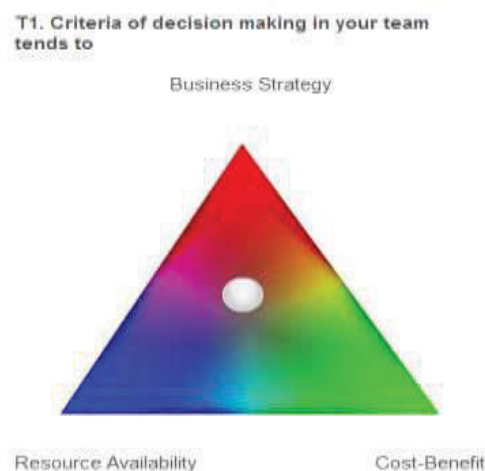 T1. Criteria of decision making in your team
tends to
Business Strategy
Resource Availability
Cost-Benefit